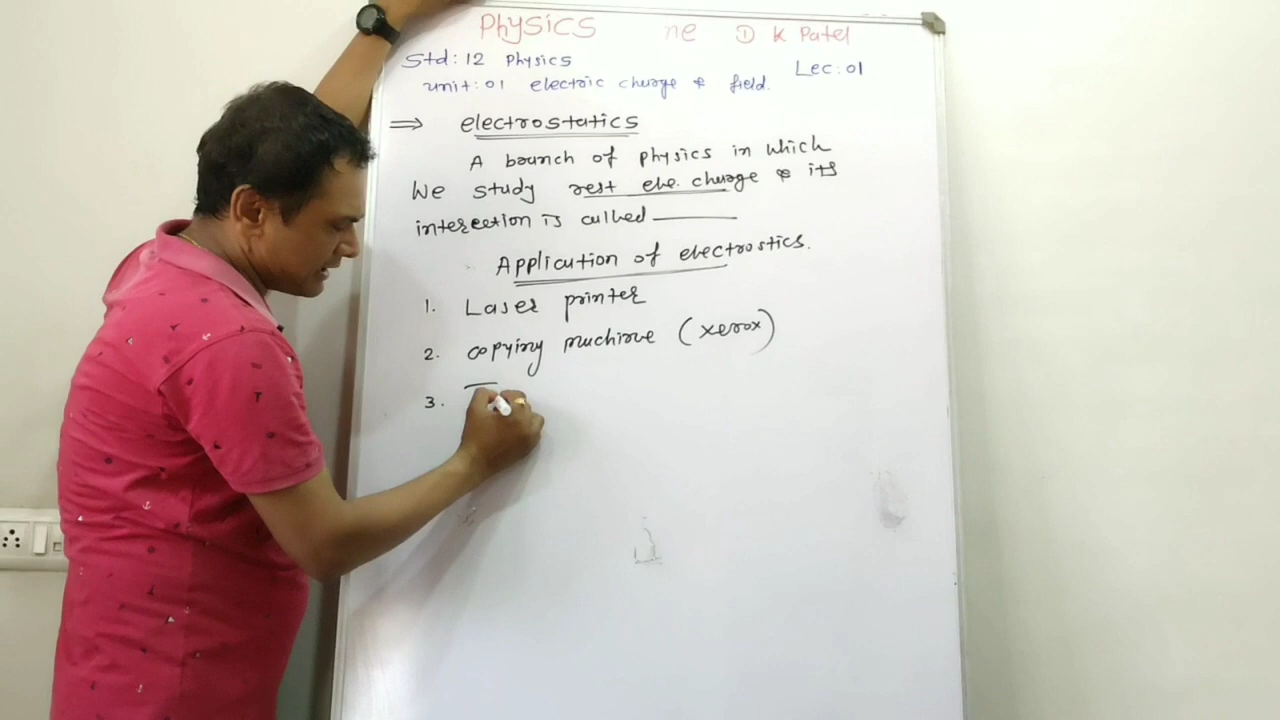 Physics ne D K Patel
Std: 12 Physics
Lec: 01
unit: 01 electric charge & field.
⇒ electrostatics
A branch of physics in which
We study rest ele. charge & its
interection is called ______
Application of electrostics.
1. Laser printer
2. copying machine (xerox)
3.